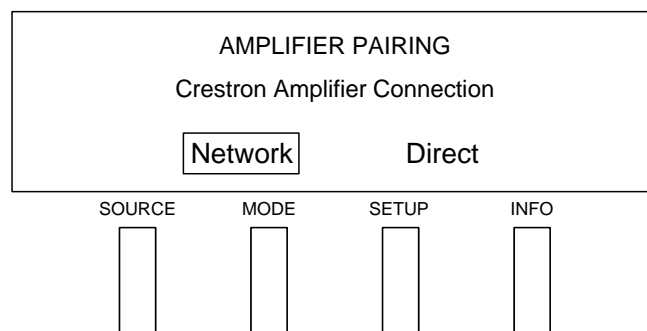 AMPLIFIER PAIRING
Crestron Amplifier Connection
Network Direct
SOURCE MODE SETUP INFO